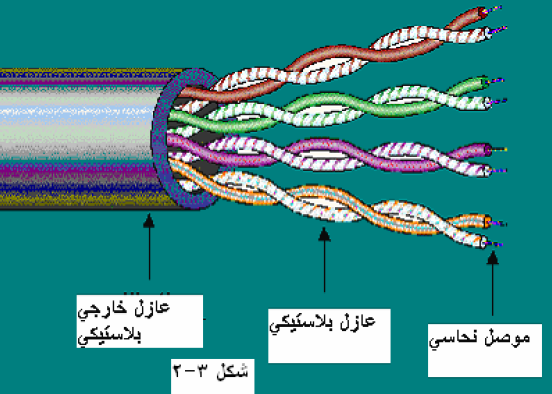 عازل خارجي
بلاستيكي
عازل بلاستيكي
موصل نحاسي
شكل ٣-٢